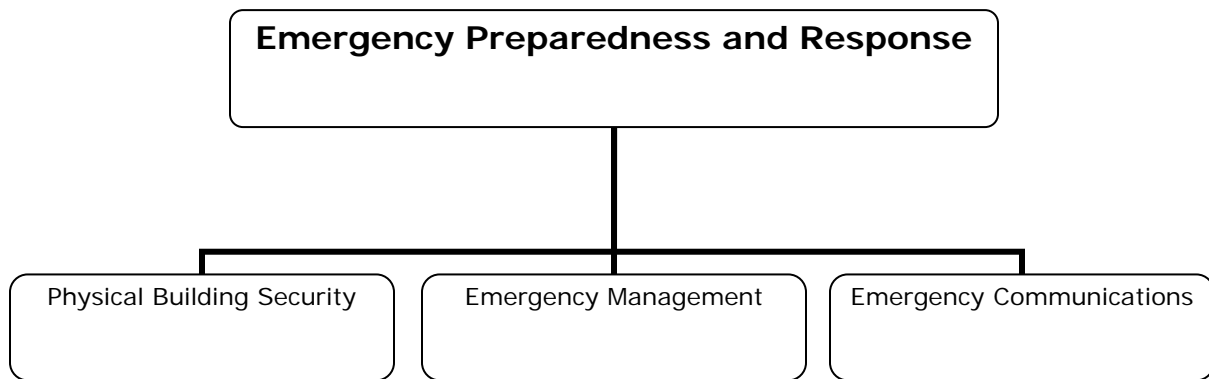 Emergency Preparedness and Response
Physical Building Security
Emergency Management
Emergency Communications